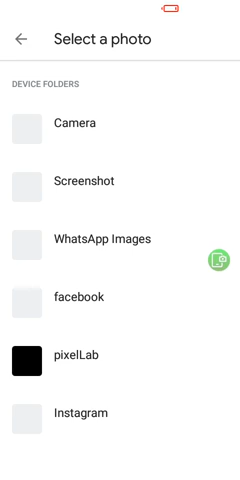 Select a photo
DEVICE FOLDERS
Camera
Screenshot
WhatsApp Images
facebook
pixelLab
Instagram